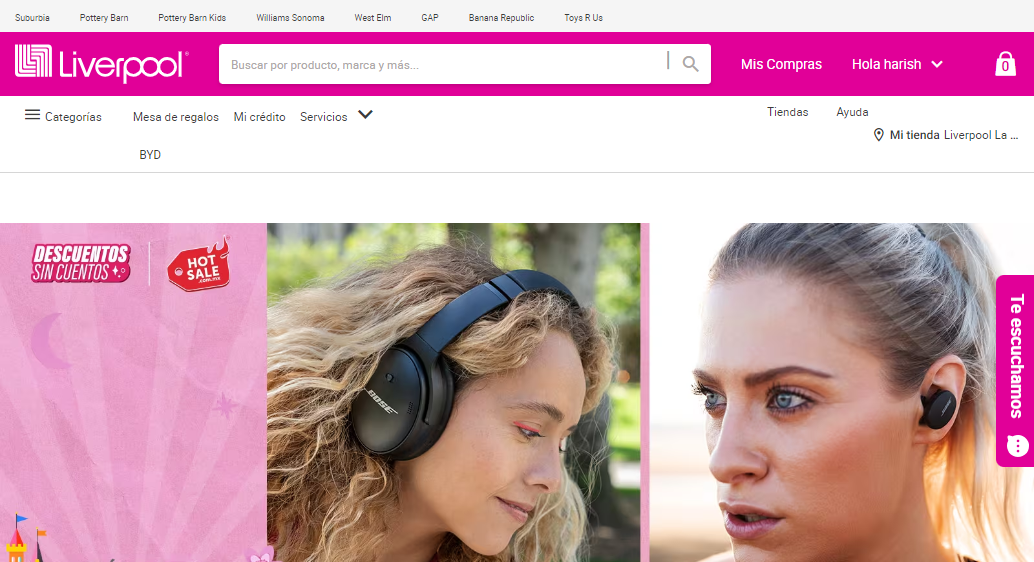 Suburbia Pottery Barn Pottery Barn Kids Williams Sonoma West Elm GAP Banana Republic Toys R Us
Liverpool® Buscar por producto, marca y más... Mis Compras Hola harish 0
Categorías Mesa de regalos Mi crédito Servicios Tiendas Ayuda
Mi tienda Liverpool La ...
BYD
DESCUENTOS
SIN CUENTOS
HOT
SALE
BOSE
Te escuchamos